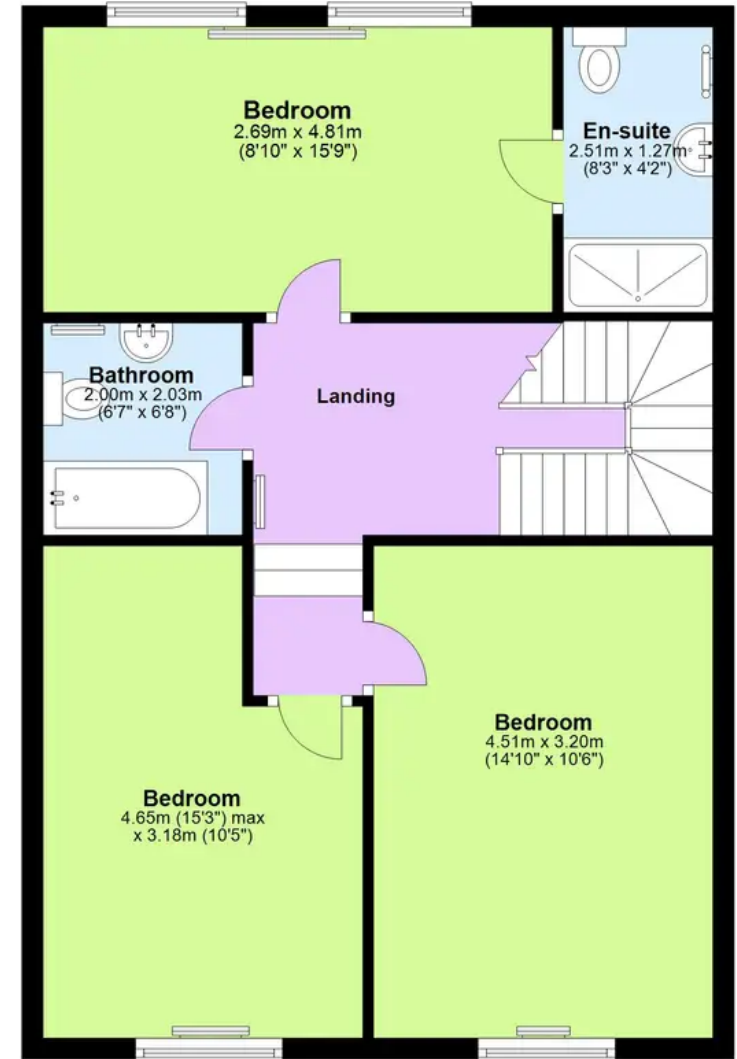 Bedroom
2.69m x 4.81m
(8'10" x 15'9")
En-suite
2.51m x 1.27m
(8'3" x 4'2")
Bathroom
2.00m x 2.03m
(6'7" x 6'8")
Landing
Bedroom
4.51m x 3.20m
(14'10" x 10'6")
Bedroom
4.65m (15'3") max
x 3.18m (10'5")